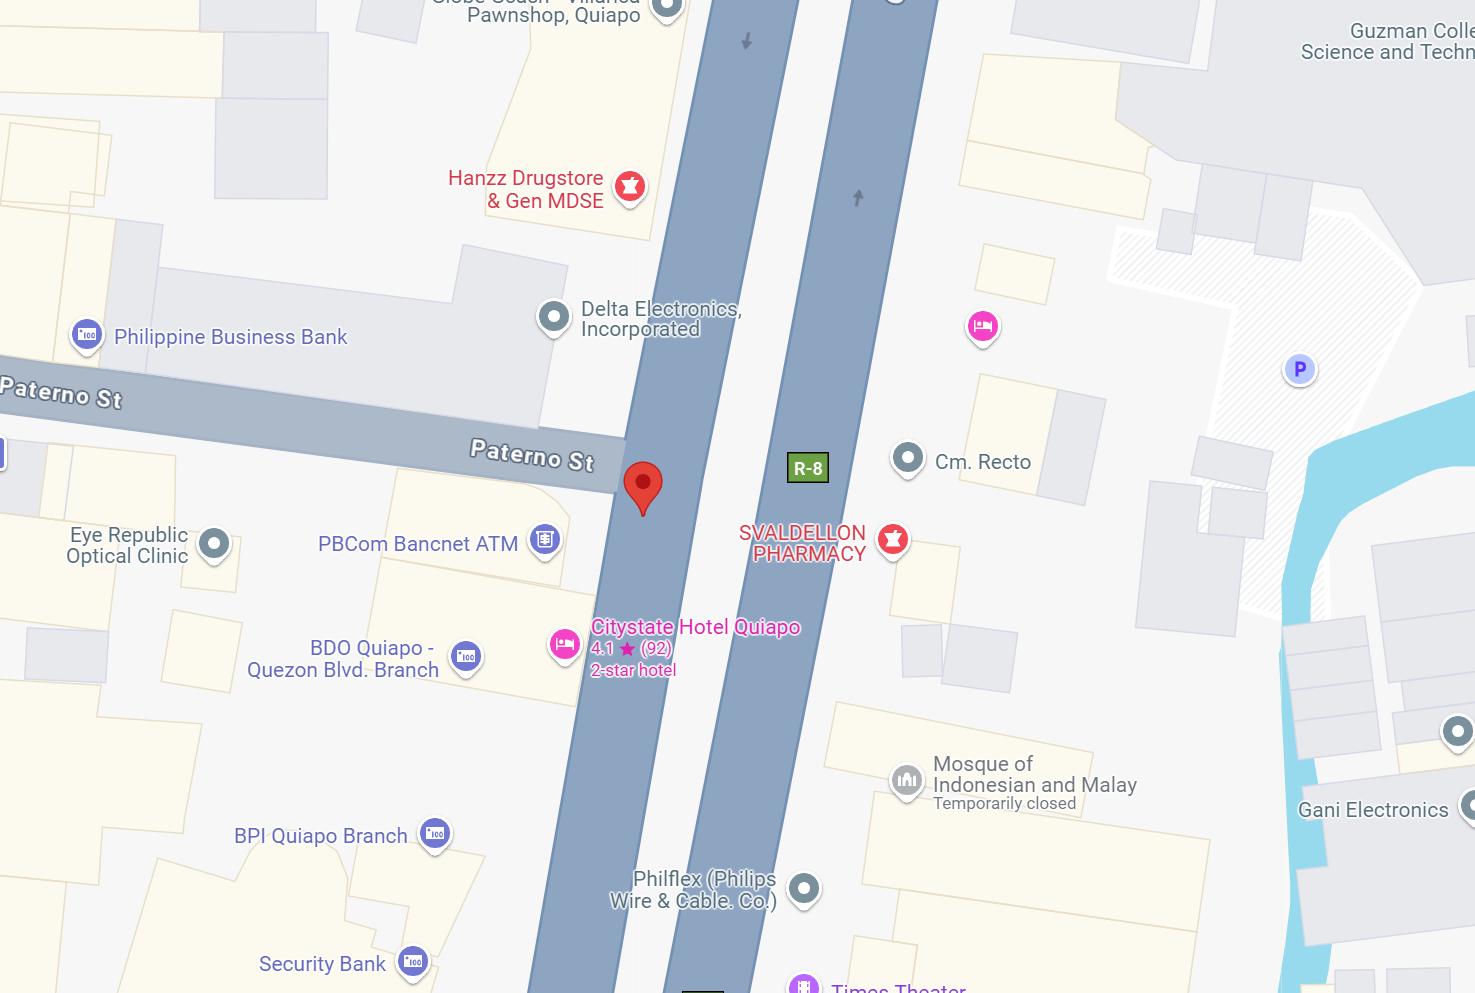 Pawnshop, Quiapo
Guzman Colle
Science and Techn
Hanzz Drugstore
& Gen MDSE
Delta Electronics,
Incorporated
Philippine Business Bank
Paterno St
Paterno St
P
R-8
Cm. Recto
Eye Republic
Optical Clinic
PBCom Bancnet ATM
SVALDELLON
PHARMACY
Citystate Hotel Quiapo
4.1 ★ (92)
2-star hotel
BDO Quiapo -
Quezon Blvd. Branch
Mosque of
Indonesian and Malay
Temporarily closed
Gani Electronics
BPI Quiapo Branch
Philflex (Philips
Wire & Cable. Co.)
Security Bank
Times Theater